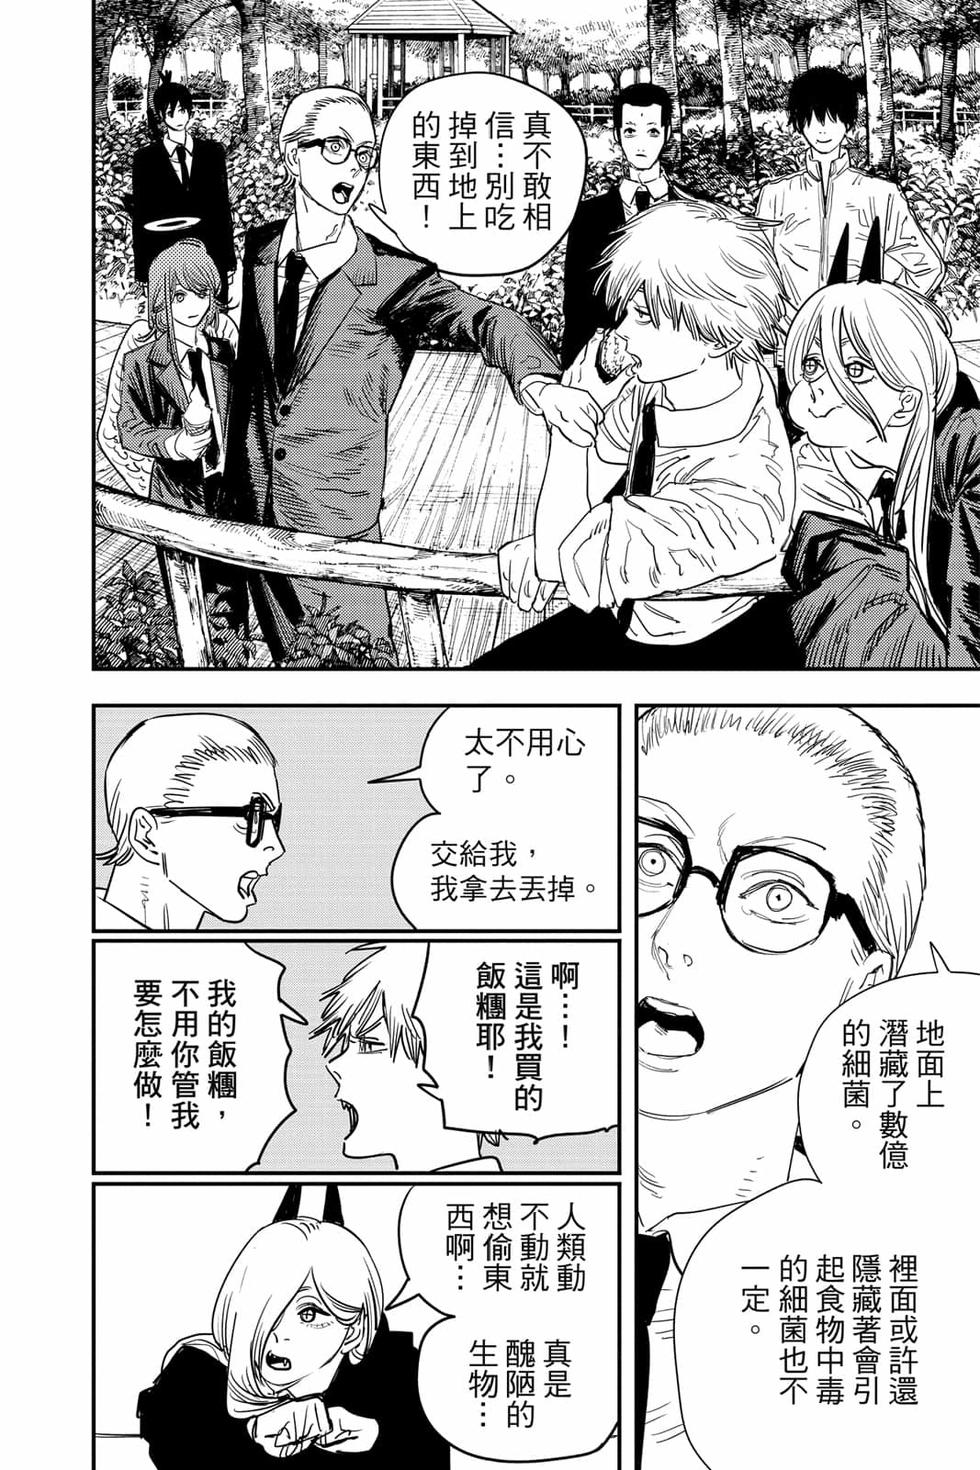 真不敢相
信…別吃
掉到地上
的東西！
地面上
潛藏了數億
的細菌。
裡面或許還
隱藏著會引
起食物中毒
的細菌也不
一定。
太不用心
了。
交給我，
我拿去丟掉。
啊…！
這是我買的
飯糰耶！
我的飯糰，
不用你管我
要怎麼做！
人類動
不動就
想偷東
西啊…
真是
醜陋的
生物…